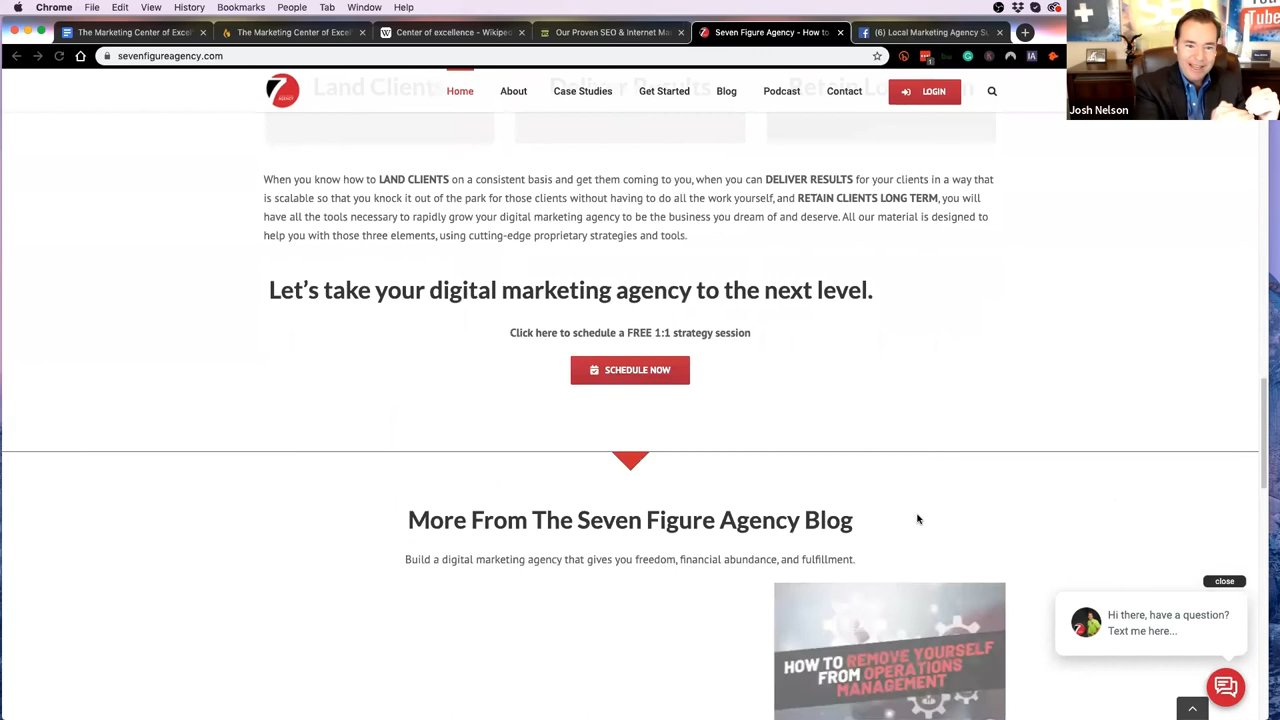 Chrome File Edit View History Bookmarks People Tab Window Help
The Marketing Center of Excel
The Marketing Center of Excel
Center of excellence - Wikiped
Our Proven SEO & Internet Ma
Seven Figure Agency - How to
(6) Local Marketing Agency Su
sevenfigureagency.com
You
Tube
Josh Nelson
7
Land Clients Deliver Results
Home About Case Studies Get Started Blog Podcast Contact LOGIN
When you know how to LAND CLIENTS on a consistent basis and get them coming to you, when you can DELIVER RESULTS for your clients in a way that
is scalable so that you knock it out of the park for those clients without having to do all the work yourself, and RETAIN CLIENTS LONG TERM, you will
have all the tools necessary to rapidly grow your digital marketing agency to be the business you dream of and deserve. All our material is designed to
help you with those three elements, using cutting-edge proprietary strategies and tools.
Let's take your digital marketing agency to the next level.
Click here to schedule a FREE 1:1 strategy session
SCHEDULE NOW
More From The Seven Figure Agency Blog
Build a digital marketing agency that gives you freedom, financial abundance, and fulfillment.
HOW TO REMOVE YOURSELF
FROM OPERATIONS
MANAGEMENT
close
Hi there, have a question?
Text me here...